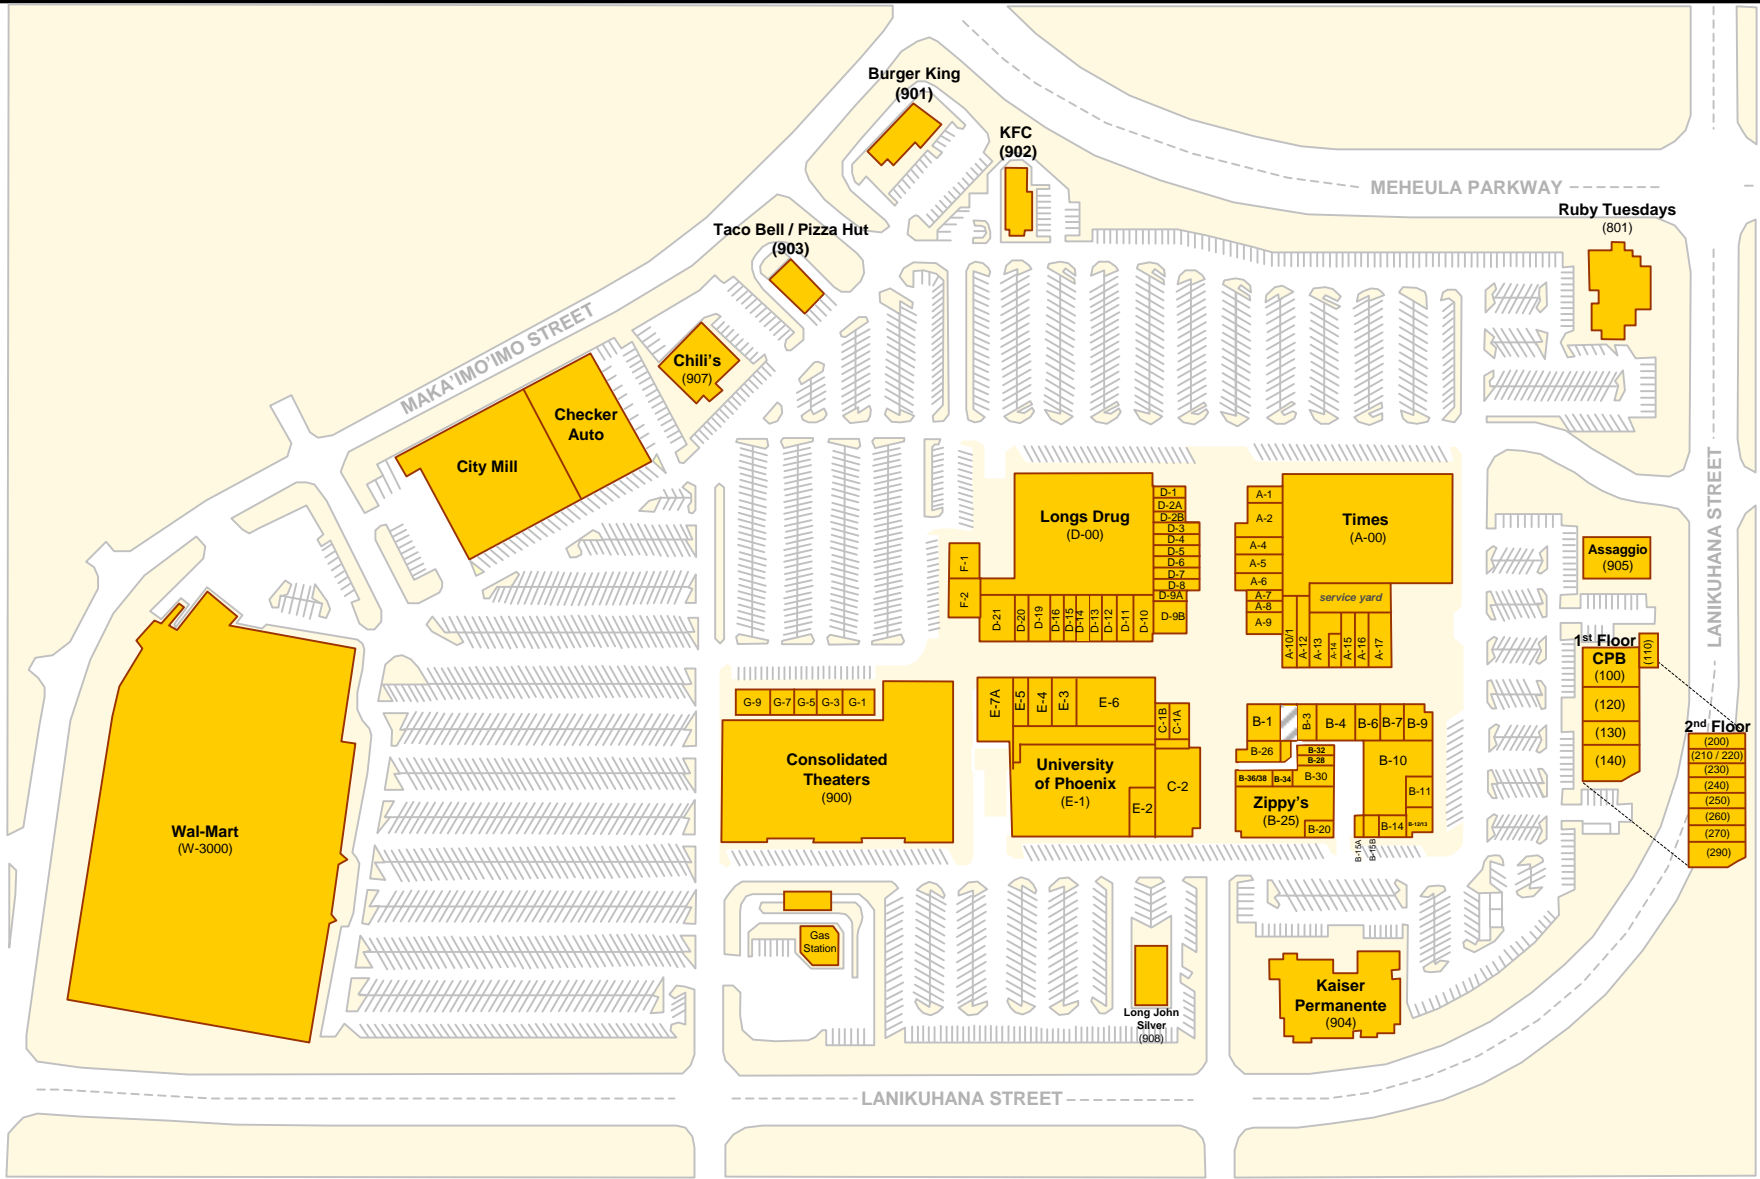 Burger King
(901)
KFC
(902)
MEHEULA PARKWAY
Ruby Tuesdays
(801)
Taco Bell / Pizza Hut
(903)
MAKA'IMO'IMO STREET
Chili's
(907)
Checker
Auto
City Mill
LANIKUHANA STREET
Longs Drug
(D-00)
D-1
D-2A
D-2B
D-3
D-4
D-5
D-6
D-7
D-8
D-9A
D-9B
F-1
F-2
D-21
D-20
D-19
D-16
D-15
D-14
D-13
D-12
D-11
D-10
Times
(A-00)
A-1
A-2
A-4
A-5
A-6
A-7
A-8
A-9
service yard
A-10/1
A-12
A-13
A-14
A-15
A-16
A-17
Assaggio
(905)
1st Floor
CPB
(100)
(110)
(120)
(130)
(140)
2nd Floor
(200)
(210 / 220)
(230)
(240)
(250)
(260)
(270)
(290)
G-9
G-7
G-5
G-3
G-1
Consolidated
Theaters
(900)
E-7A
E-5
E-4
E-3
E-6
C-1B
C-1A
University
of Phoenix
(E-1)
E-2
C-2
B-1
B-3
B-4
B-6
B-7
B-9
B-26
B-32
B-28
B-30
B-36/38
B-34
B-10
B-11
Zippy's
(B-25)
B-20
B-14
B-12/13
B-15A
B-15B
Wal-Mart
(W-3000)
Gas
Station
Long John
Silver
(908)
Kaiser
Permanente
(904)
LANIKUHANA STREET